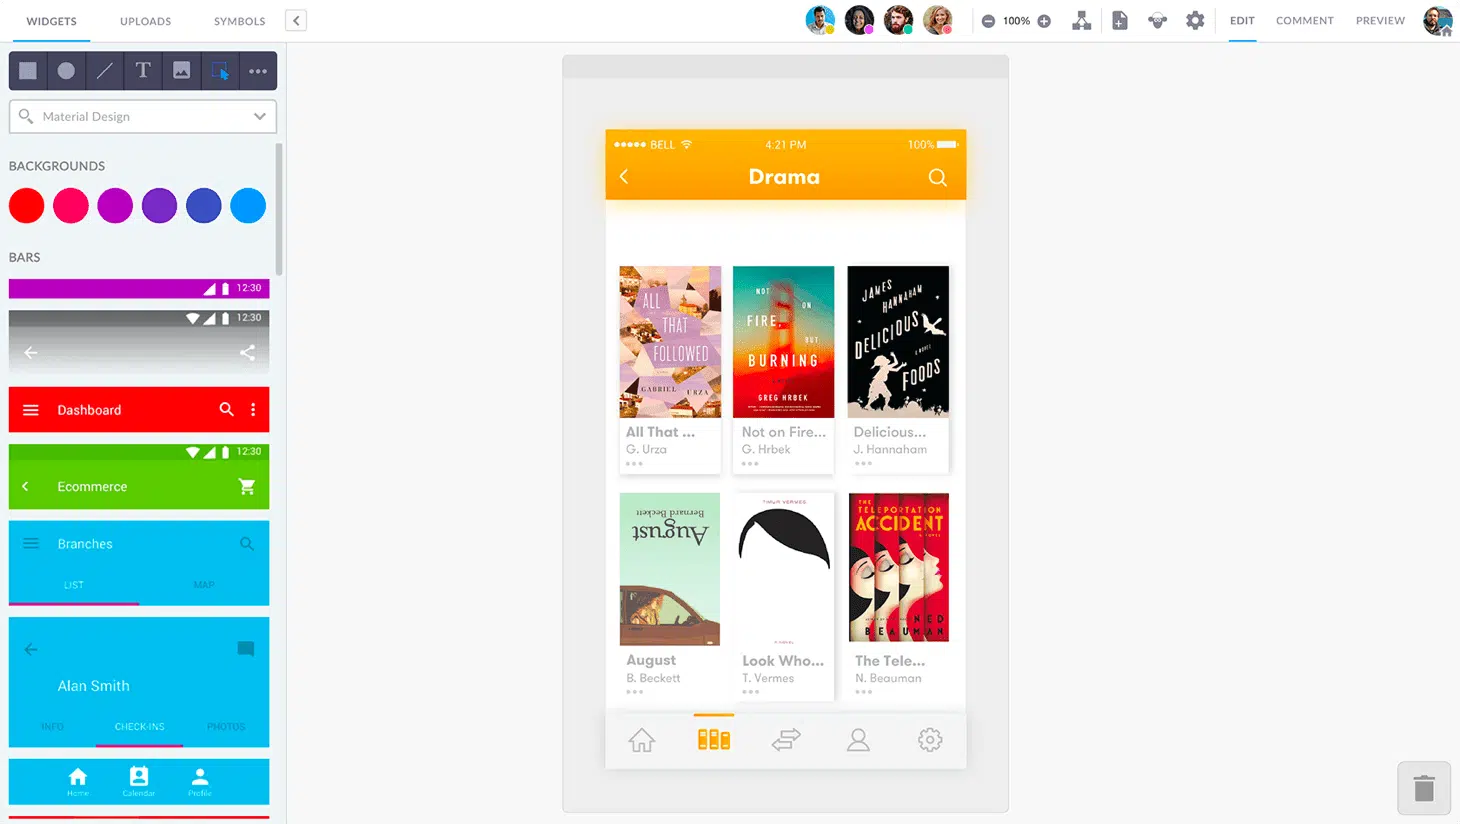 WIDGETS UPLOADS SYMBOLS
100%
EDIT COMMENT PREVIEW
T
Material Design
BACKGROUNDS
BARS
12:30
12:30
Dashboard
12:30
Ecommerce
Branches
LIST MAP
Alan Smith
INFO CHECK-INS PHOTOS
Home Calendar Profile
BELL 4:21 PM 100%
Drama
ALL
THAT
FOLLOWED
GABRIEL URZA
NOT
ON
FIRE,
BUT
BURNING
GREG HRBEK
JAMES
HANNAHAM
DELICIOUS
A NOVEL
FOODS
All That ...
G. Urza
Not on Fire...
G. Hrbek
Delicious...
J. Hannaham
August
Bernard Beckett
TIMUR VERMES
A NOVEL
THE
TELEPORTATION
ACCIDENT
A NOVEL
NED
BEAUMAN
August
B. Beckett
Look Who...
T. Vermes
The Tele...
N. Beauman